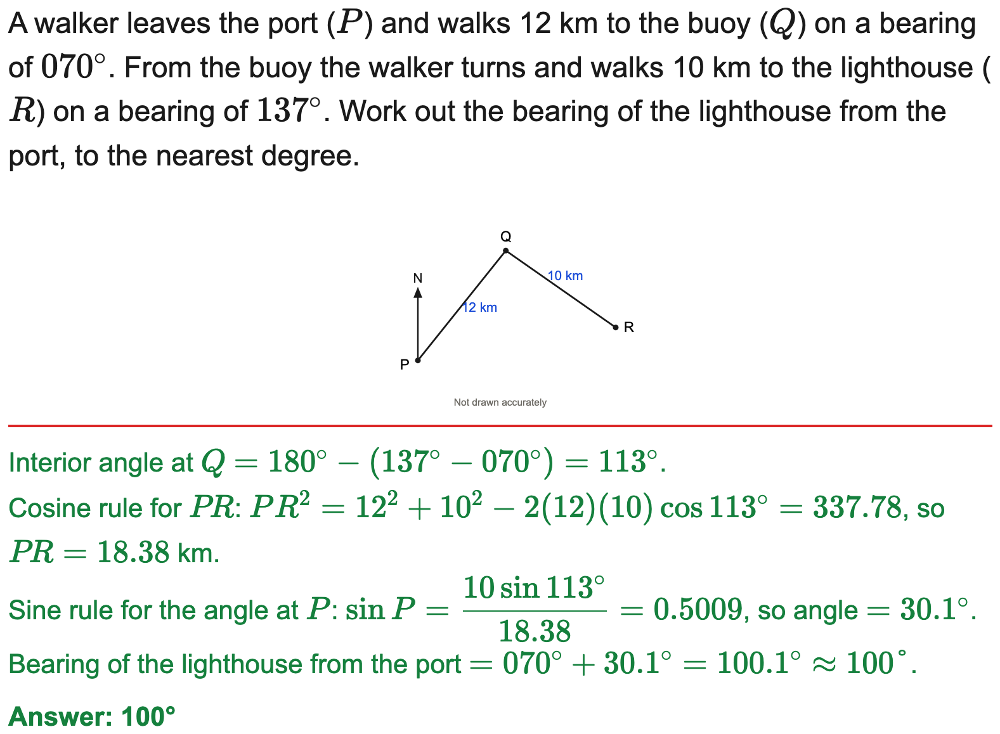 A walker leaves the port (P) and walks 12 km to the buoy (Q) on a bearing
of 070°. From the buoy the walker turns and walks 10 km to the lighthouse (
R) on a bearing of 137°. Work out the bearing of the lighthouse from the
port, to the nearest degree.
Q
N
10 km
12 km
R
P
Not drawn accurately
Interior angle at Q = 180° − (137° − 070°) = 113°.
Cosine rule for PR: PR² = 12² + 10² − 2(12)(10) cos 113° = 337.78, so
PR = 18.38 km.
Sine rule for the angle at P: sin P = \frac{10 sin 113°}{18.38} = 0.5009, so angle = 30.1°.
Bearing of the lighthouse from the port = 070° + 30.1° = 100.1° ≈ 100°.
Answer: 100°